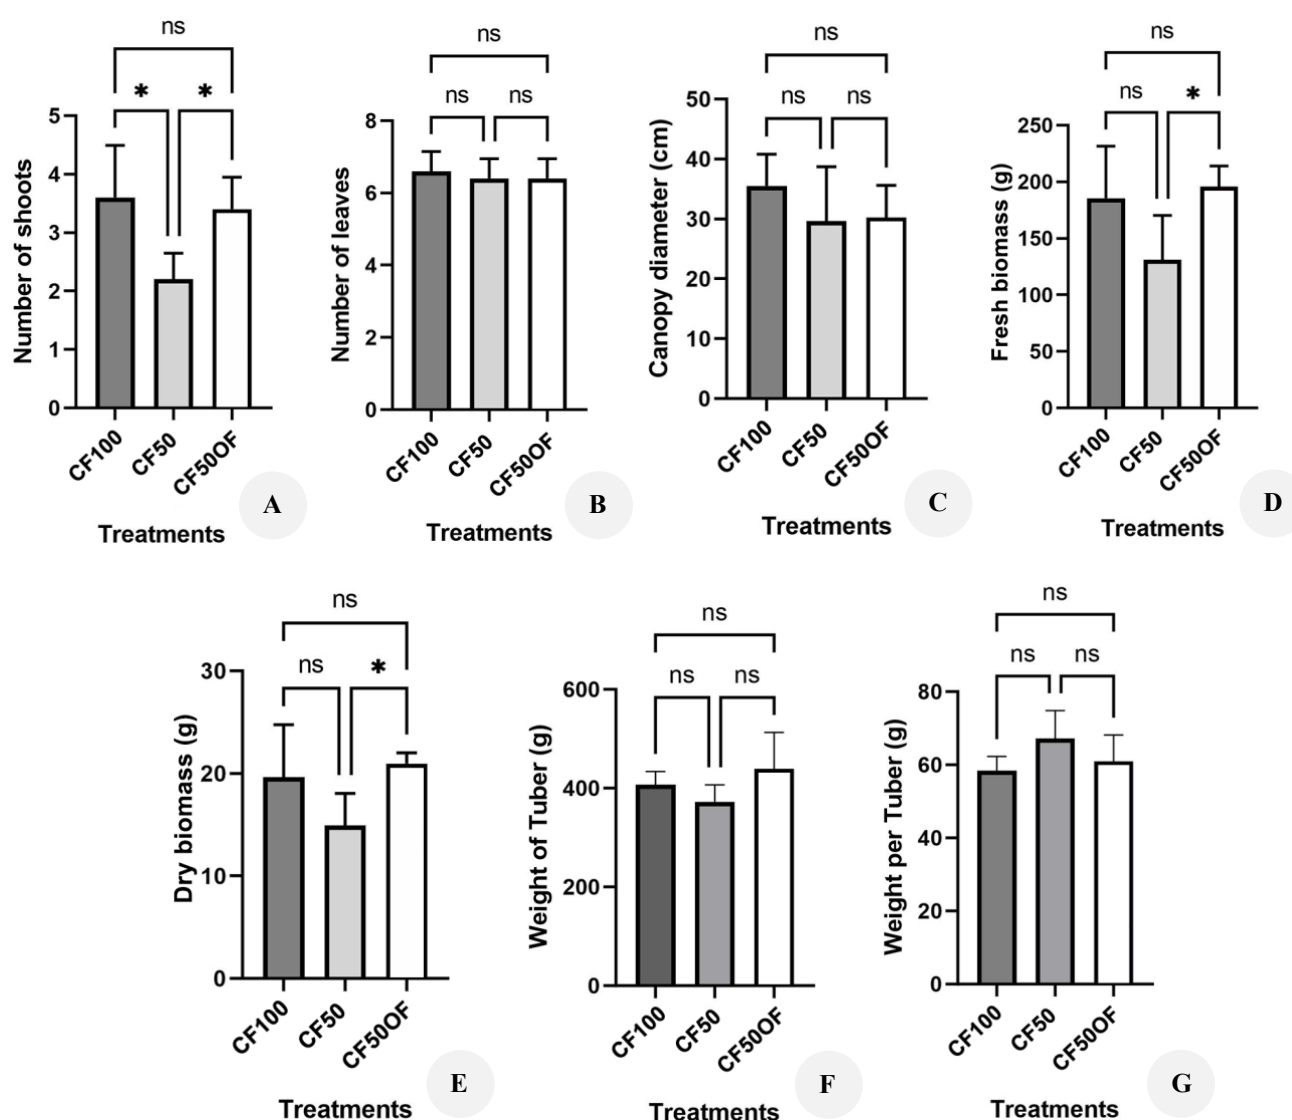 ns
* *
5
4
3
2
1
0
Number of shoots
CF100 CF50 CF50OF
Treatments
A
ns
ns ns
8
6
4
2
0
Number of leaves
CF100 CF50 CF50OF
Treatments
B
ns
ns ns
50
40
30
20
10
0
Canopy diameter (cm)
CF100 CF50 CF50OF
Treatments
C
ns
ns *
250
200
150
100
50
0
Fresh biomass (g)
CF100 CF50 CF50OF
Treatments
D
ns
ns *
30
20
10
0
Dry biomass (g)
CF100 CF50 CF50OF
Treatments
E
ns
ns ns
600
400
200
0
Weight of Tuber (g)
CF100 CF50 CF50OF
Treatments
F
ns
ns ns
80
60
40
20
0
Weight per Tuber (g)
CF100 CF50 CF50OF
Treatments
G